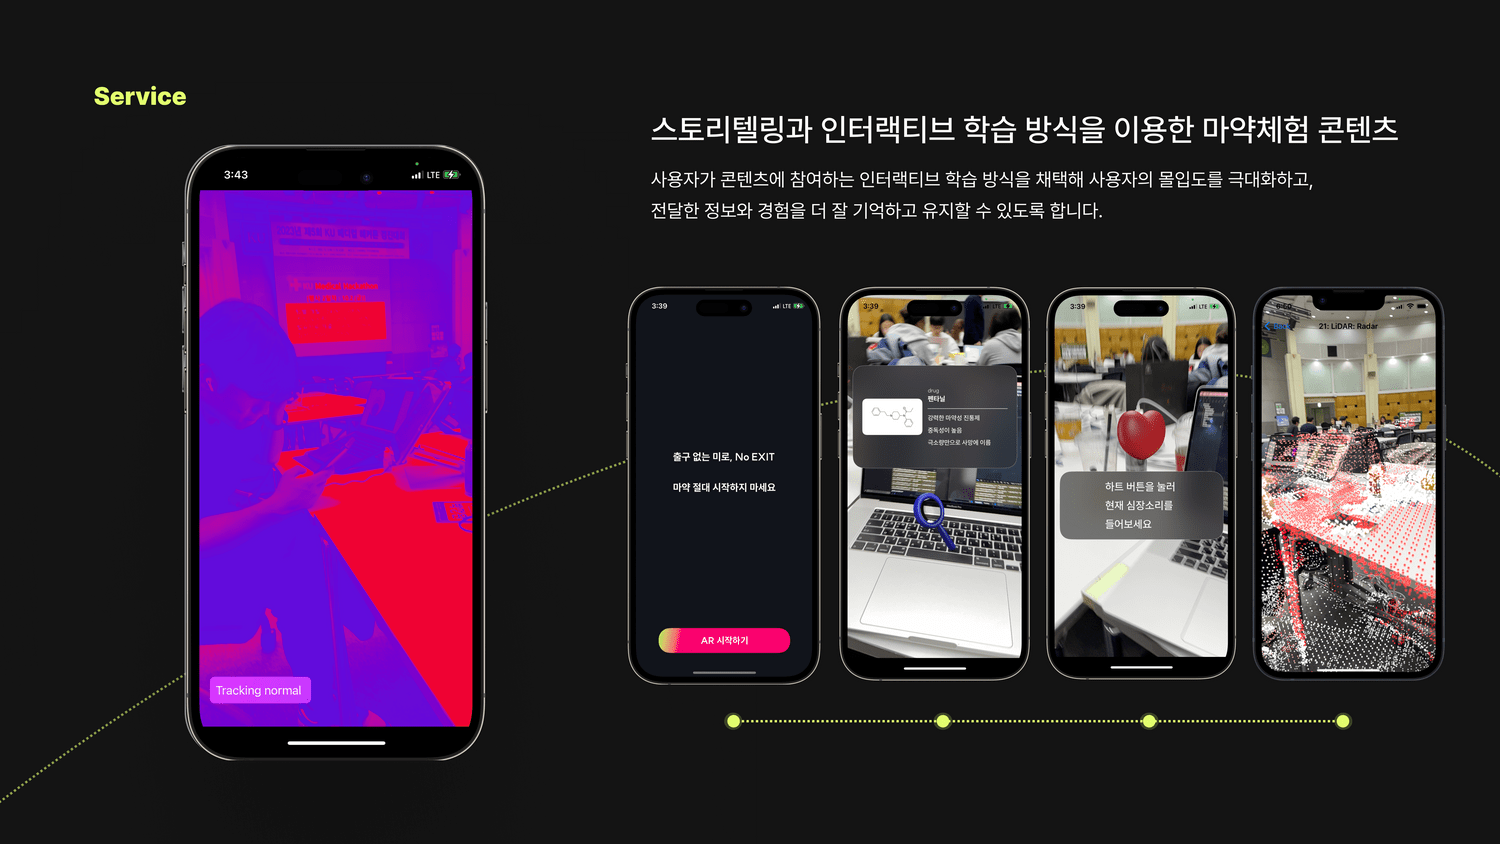 Service
스토리텔링과 인터랙티브 학습 방식을 이용한 마약체험 콘텐츠
사용자가 콘텐츠에 참여하는 인터랙티브 학습 방식을 채택해 사용자의 몰입도를 극대화하고,
전달한 정보와 경험을 더 잘 기억하고 유지할 수 있도록 합니다.
3:43
LTE
Tracking normal
3:39
LTE
출구 없는 미로, No EXIT
마약 절대 시작하지 마세요
AR 시작하기
3:39
drug
펜타닐
강력한 마약성 진통제
중독성이 높음
극소량만으로 사망에 이름
3:39
LTE
하트 버튼을 눌러
현재 심장소리를
들어보세요
21: LiDAR: Radar